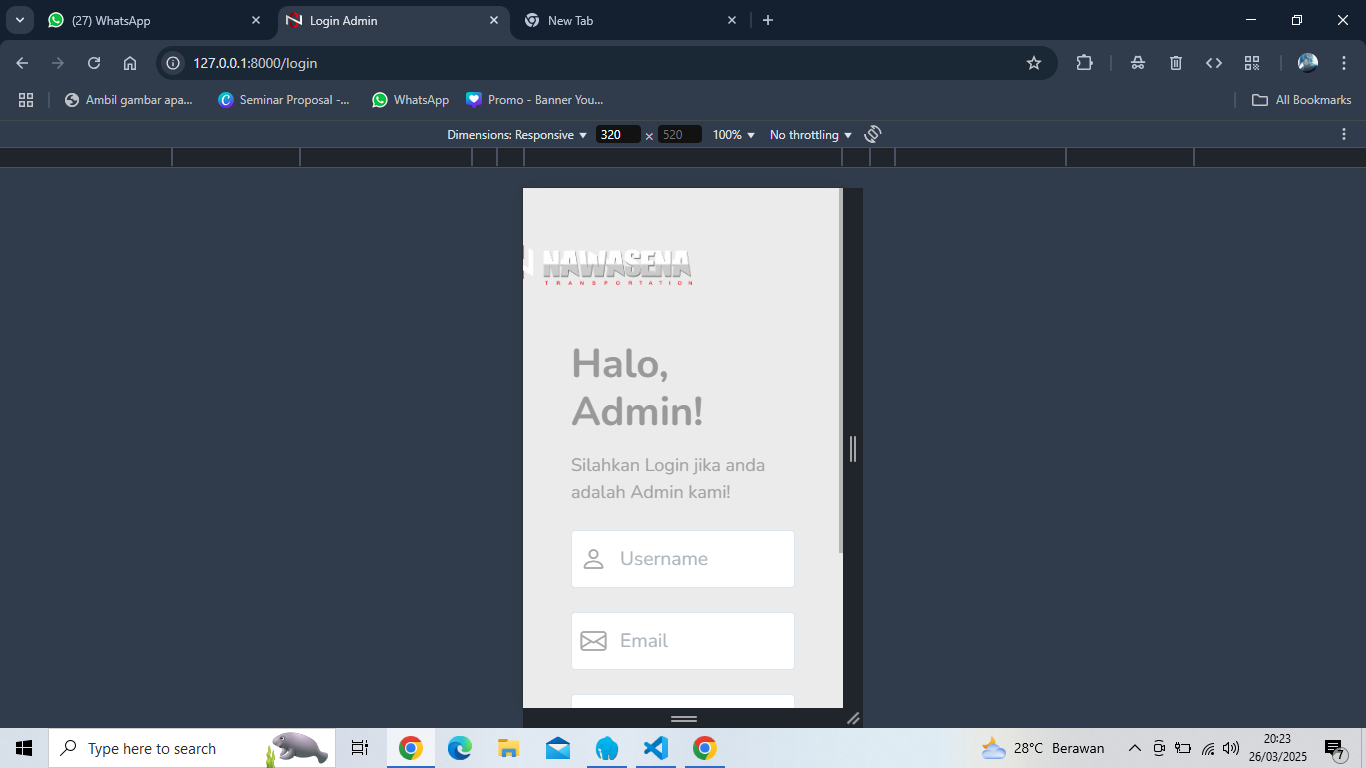 (27) WhatsApp
Login Admin
New Tab
127.0.0.1:8000/login
Ambil gambar apa...
Seminar Proposal -...
WhatsApp
Promo - Banner You...
All Bookmarks
Dimensions: Responsive
320 × 520
100%
No throttling
N NAWASENA
TRANSPORTATION
Halo,
Admin!
Silahkan Login jika anda
adalah Admin kami!
Username
Email
Type here to search
28°C Berawan
20:23
26/03/2025
7